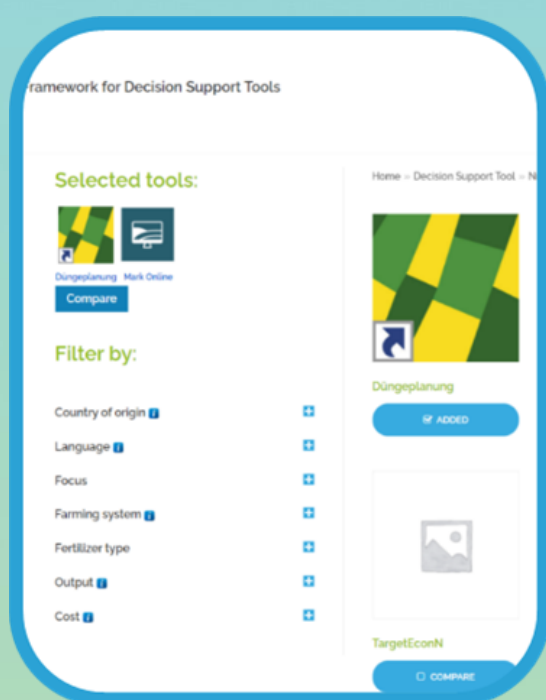 ramework for Decision Support Tools
Selected tools:
Düngeplanung Mark Online
Compare
Filter by:
Country of origin
Language
Focus
Farming system
Fertilizer type
Output
Cost
Home » Decision Support Tool » N
Düngeplanung
ADDED
TargetEconN
COMPARE